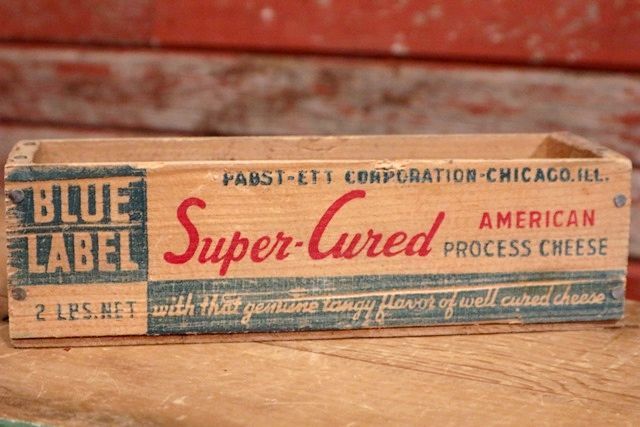 PABST-ETT CORPORATION-CHICAGO.ILL.
BLUE
LABEL
2 LBS. NET
Super-Cured
AMERICAN
PROCESS CHEESE
with that genuine tangy flavor of well cured cheese